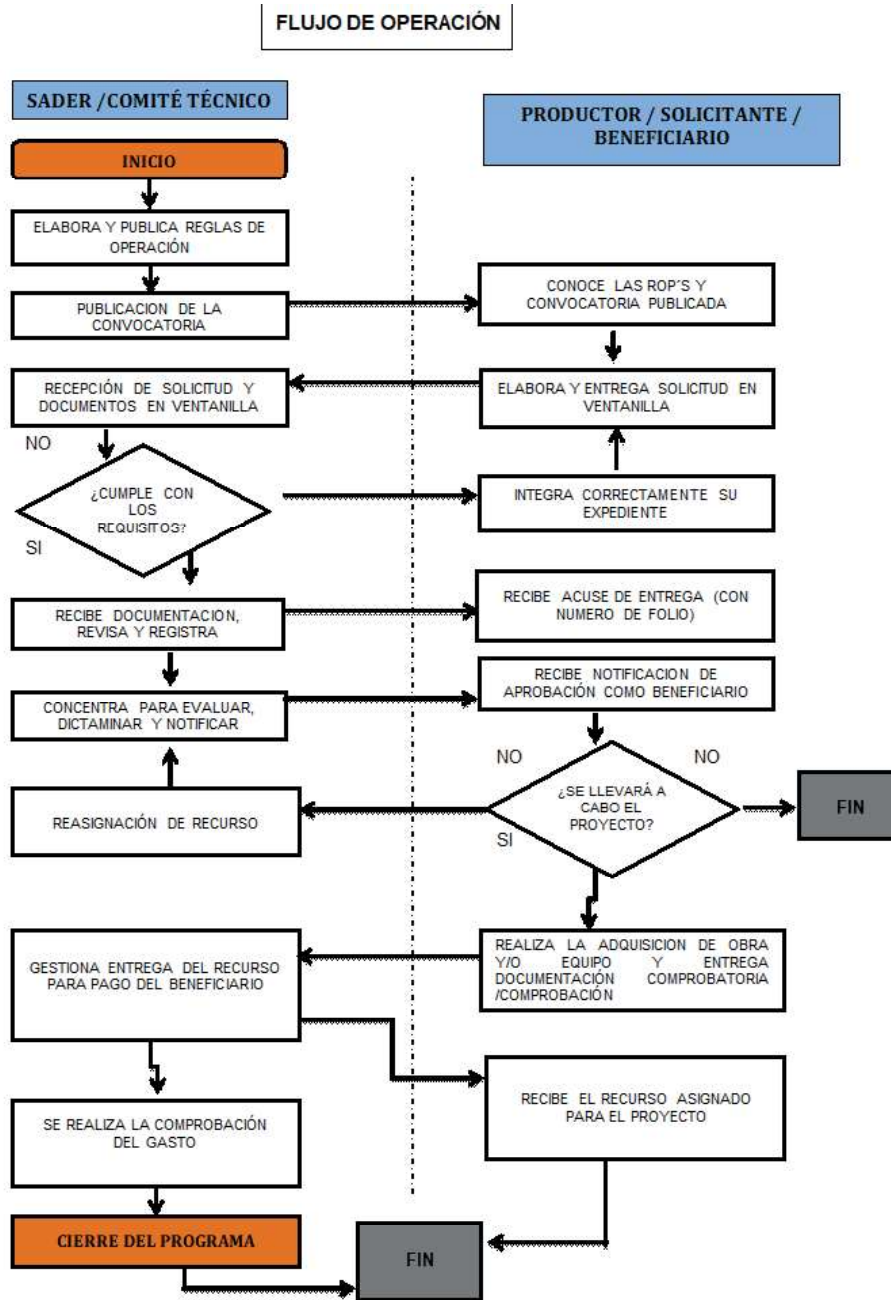 FLUJO DE OPERACIÓN
SADER /COMITÉ TÉCNICO
PRODUCTOR / SOLICITANTE /
BENEFICIARIO
INICIO
ELABORA Y PUBLICA REGLAS DE
OPERACIÓN
PUBLICACION DE LA
CONVOCATORIA
CONOCE LAS ROP´S Y
CONVOCATORIA PUBLICADA
RECEPCIÓN DE SOLICITUD Y
DOCUMENTOS EN VENTANILLA
ELABORA Y ENTREGA SOLICITUD EN
VENTANILLA
NO
¿CUMPLE CON
LOS
REQUISITOS?
SI
INTEGRA CORRECTAMENTE SU
EXPEDIENTE
RECIBE DOCUMENTACION,
REVISA Y REGISTRA
RECIBE ACUSE DE ENTREGA (CON
NUMERO DE FOLIO)
CONCENTRA PARA EVALUAR,
DICTAMINAR Y NOTIFICAR
RECIBE NOTIFICACION DE
APROBACIÓN COMO BENEFICIARIO
NO
NO
¿SE LLEVARÁ A
CABO EL
PROYECTO?
SI
FIN
REASIGNACIÓN DE RECURSO
REALIZA LA ADQUISICION DE OBRA
Y/O EQUIPO Y ENTREGA
DOCUMENTACIÓN COMPROBATORIA
/COMPROBACIÓN
GESTIONA ENTREGA DEL RECURSO
PARA PAGO DEL BENEFICIARIO
RECIBE EL RECURSO ASIGNADO
PARA EL PROYECTO
SE REALIZA LA COMPROBACIÓN
DEL GASTO
CIERRE DEL PROGRAMA
FIN